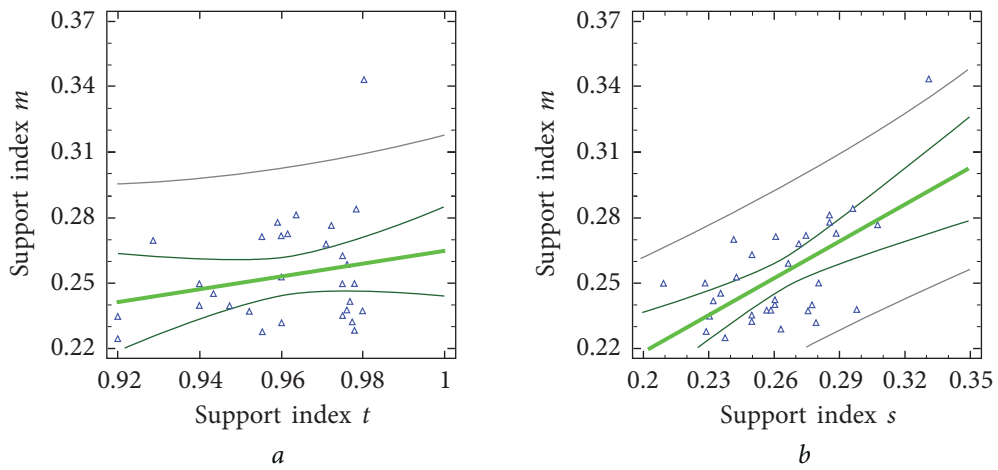 Support index m
0.37
0.34
0.31
0.28
0.25
0.22
0.92 0.94 0.96 0.98 1
Support index t
a
Support index m
0.37
0.34
0.31
0.28
0.25
0.22
0.2 0.23 0.26 0.29 0.32 0.35
Support index s
b